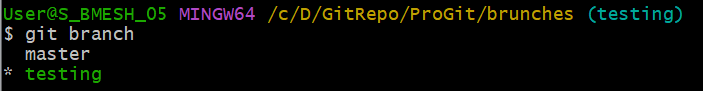 User@S_BMESH_05 MINGW64 /c/D/GitRepo/ProGit/brunches (testing)
$ git branch
  master
* testing